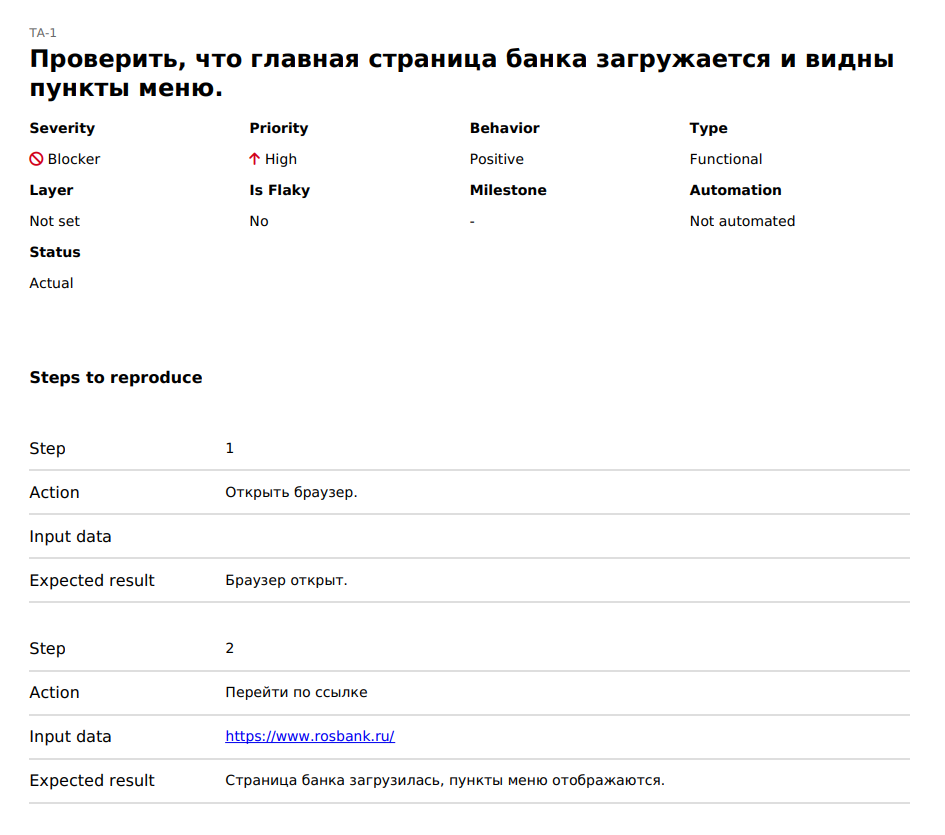 TA-1
Проверить, что главная страница банка загружается и видны
пункты меню.
Severity Priority Behavior Type
Blocker High Positive Functional
Layer Is Flaky Milestone Automation
Not set No - Not automated
Status
Actual
Steps to reproduce
Step 1
Action Открыть браузер.
Input data
Expected result Браузер открыт.
Step 2
Action Перейти по ссылке
Input data https://www.rosbank.ru/
Expected result Страница банка загрузилась, пункты меню отображаются.